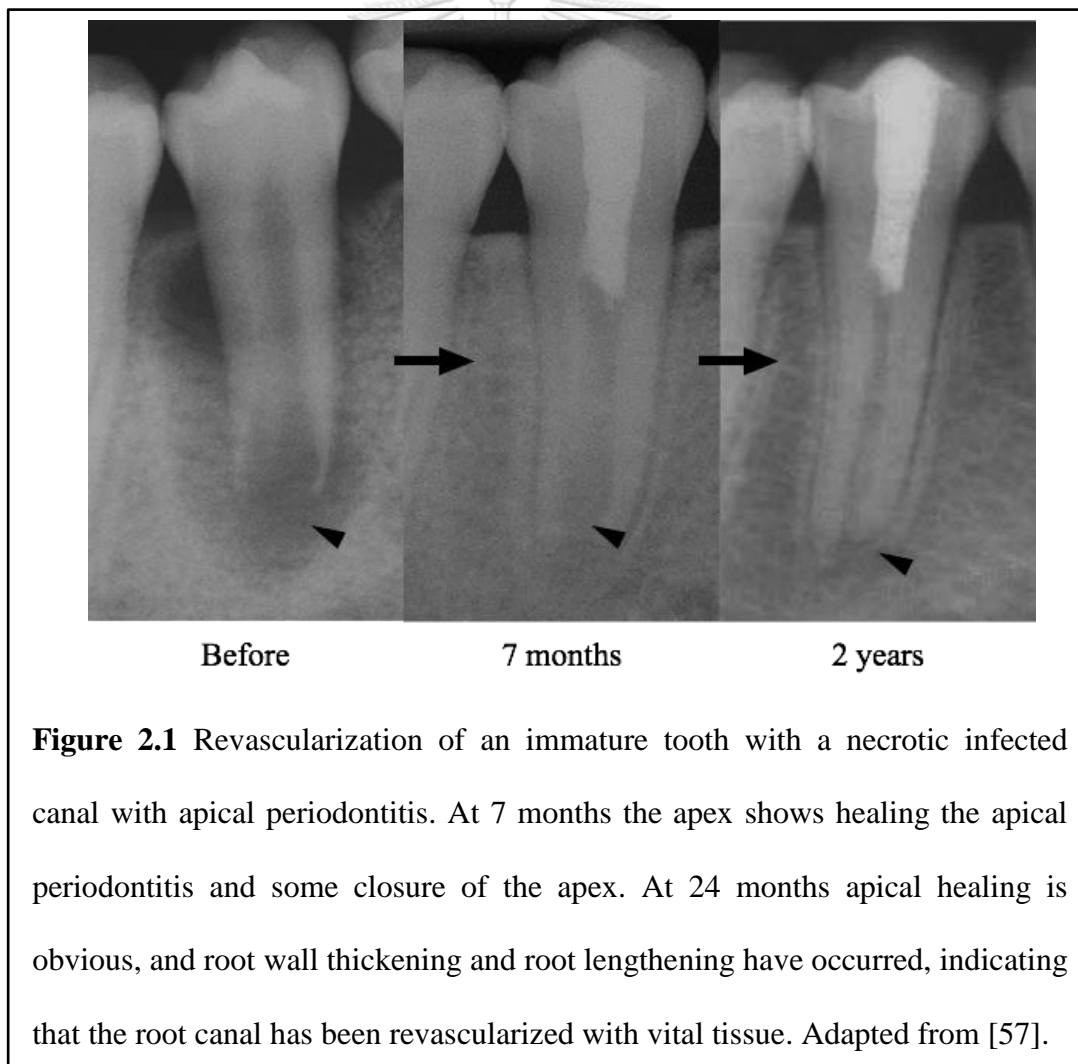 Before 7 months 2 years
Figure 2.1 Revascularization of an immature tooth with a necrotic infected
canal with apical periodontitis. At 7 months the apex shows healing the apical
periodontitis and some closure of the apex. At 24 months apical healing is
obvious, and root wall thickening and root lengthening have occurred, indicating
that the root canal has been revascularized with vital tissue. Adapted from [57].